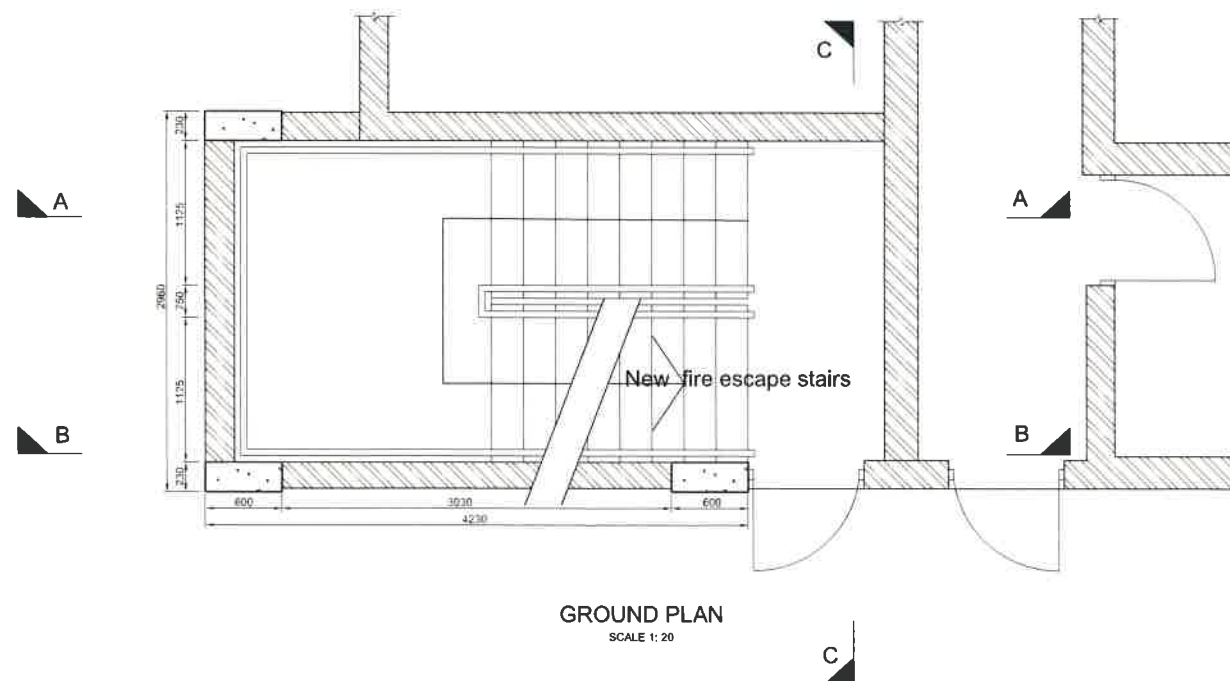 C
230
A
A
1125
2960
250
New fire escape stairs
1125
B
B
230
600
3030
600
4230
GROUND PLAN
SCALE 1: 20
C